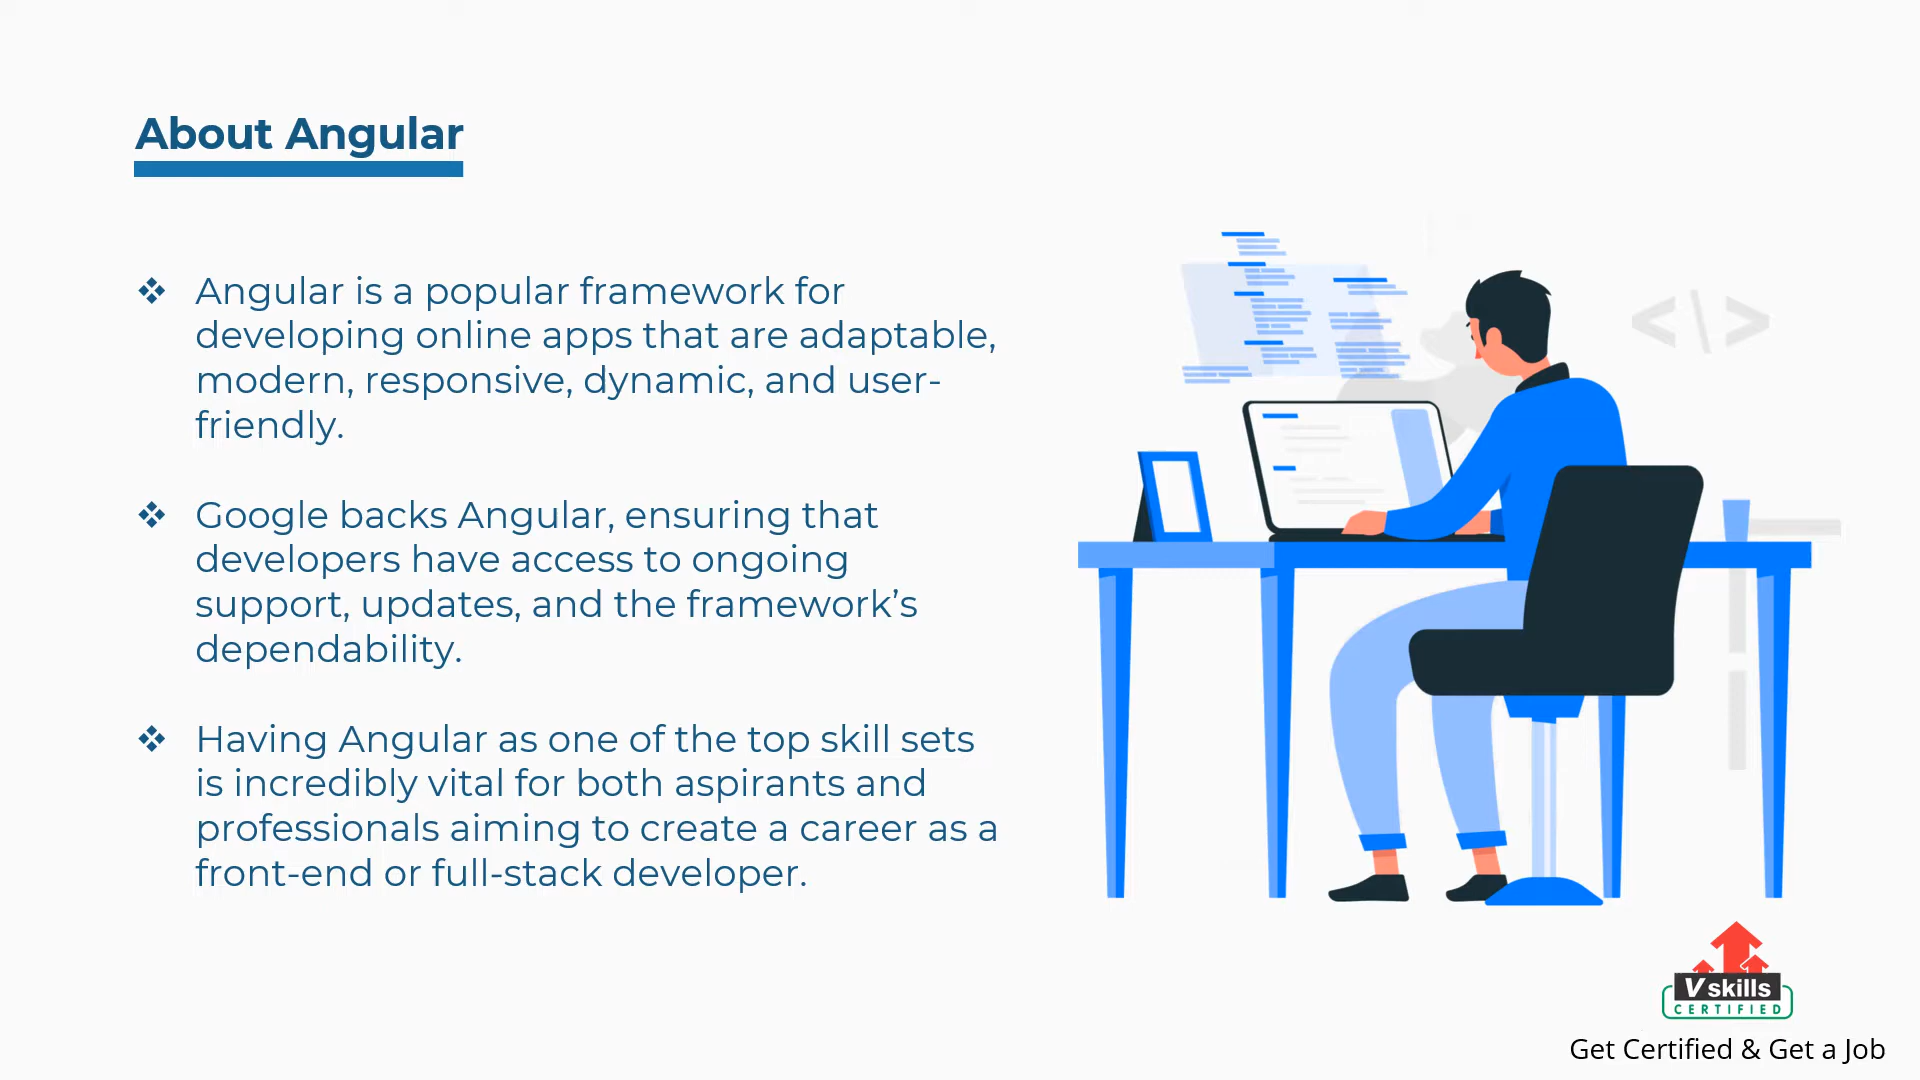 About Angular
❖ Angular is a popular framework for
developing online apps that are adaptable,
modern, responsive, dynamic, and user-
friendly.
❖ Google backs Angular, ensuring that
developers have access to ongoing
support, updates, and the framework’s
dependability.
❖ Having Angular as one of the top skill sets
is incredibly vital for both aspirants and
professionals aiming to create a career as a
front-end or full-stack developer.
<\>
Vskills
CERTIFIED
Get Certified & Get a Job